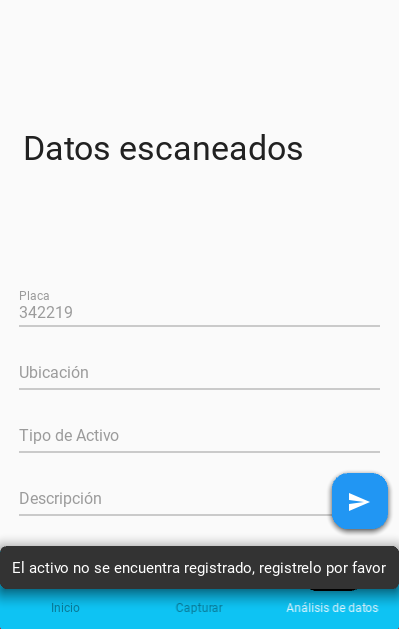 Datos escaneados
Placa
342219
Ubicación
Tipo de Activo
Descripción
El activo no se encuentra registrado, registrelo por favor
Inicio
Capturar
Análisis de datos